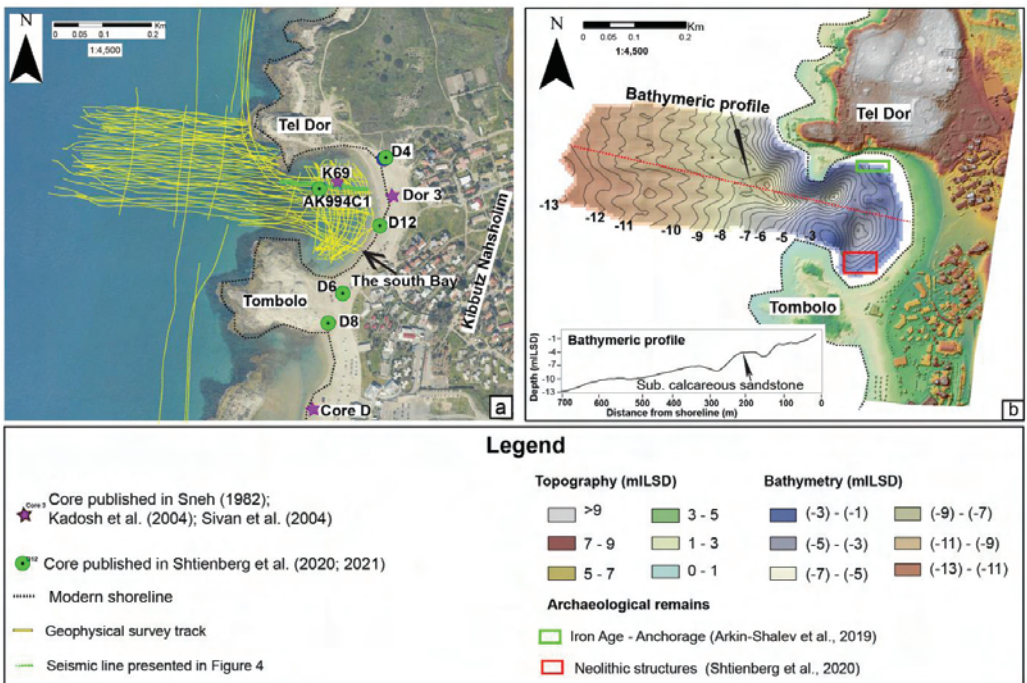 N
0 0.05 0.1 0.2
Km
1:4,500
Tel Dor
D4
K69
Dor 3
AK994C1
D12
D6
The south Bay
Tombolo
D8
Kibbutz Nahsholim
Core D
a
N
0 0.05 0.1 0.2
Km
1:4,500
Bathymeric profile
Tel Dor
-13
-12
-11
-10
-9
-8
-7
-6
-5
-3
Tombolo
Bathymeric profile
Depth (mILSD)
-1
-4
-7
-10
-13
Sub. calcareous sandstone
700 600 500 400 300 200 100 0
Distance from shoreline (m)
b
Legend
Core 3
Core published in Sneh (1982);
Kadosh et al. (2004); Sivan et al. (2004)
D12
Core published in Shtienberg et al. (2020; 2021)
Modern shoreline
Geophysical survey track
Seismic line presented in Figure 4
Topography (mILSD)
>9
7 - 9
5 - 7
3 - 5
1 - 3
0 - 1
Bathymetry (mILSD)
(-3) - (-1)
(-5) - (-3)
(-7) - (-5)
(-9) - (-7)
(-11) - (-9)
(-13) - (-11)
Archaeological remains
Iron Age - Anchorage (Arkin-Shalev et al., 2019)
Neolithic structures (Shtienberg et al., 2020)